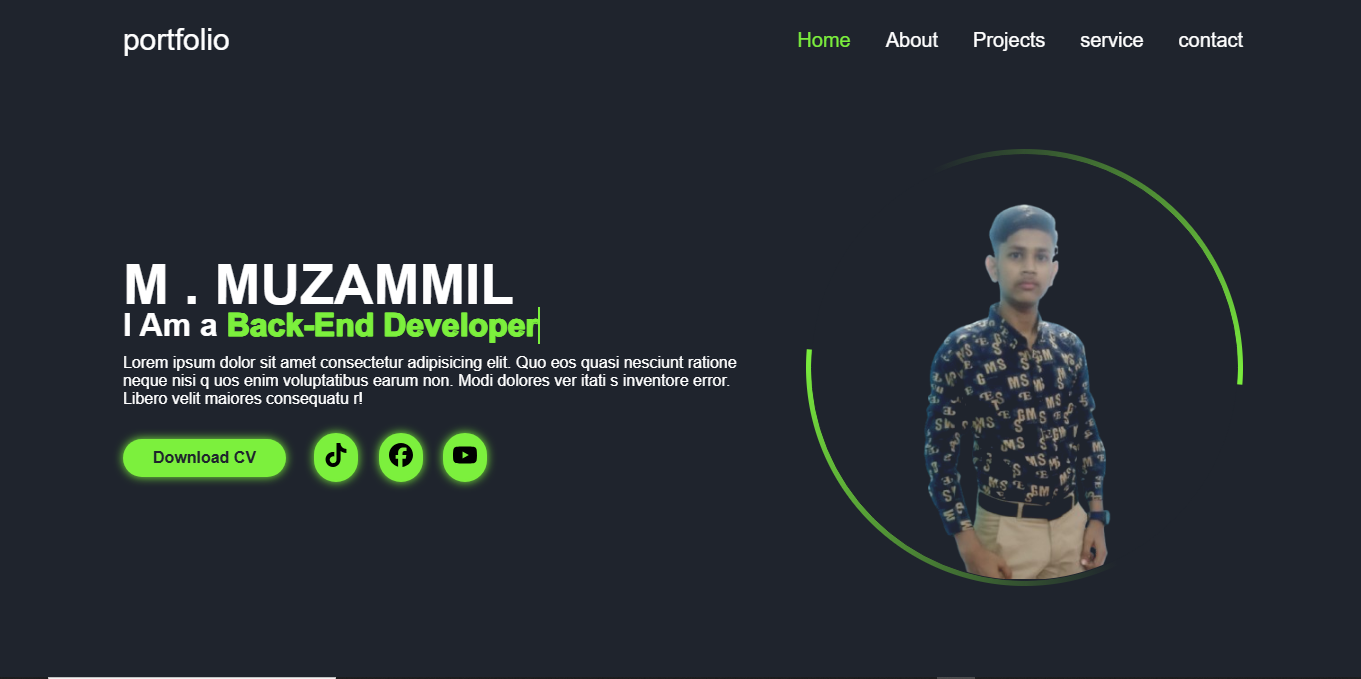 portfolio
Home About Projects service contact
M . MUZAMMIL
I Am a Back-End Developer
Lorem ipsum dolor sit amet consectetur adipisicing elit. Quo eos quasi nesciunt ratione
neque nisi q uos enim voluptatibus earum non. Modi dolores ver itati s inventore error.
Libero velit maiores consequatu r!
Download CV